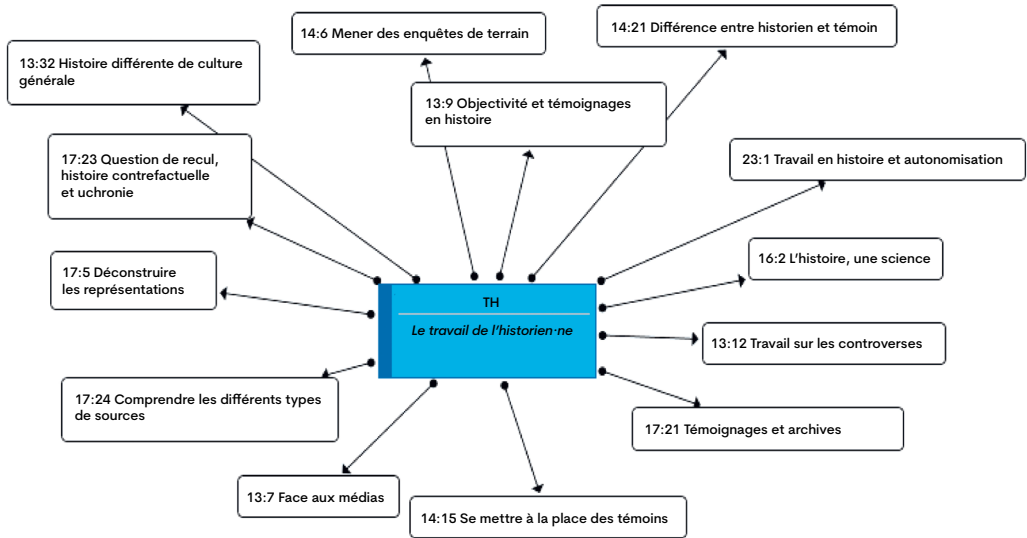 14:6 Mener des enquêtes de terrain
14:21 Différence entre historien et témoin
13:32 Histoire différente de culture
générale
13:9 Objectivité et témoignages
en histoire
17:23 Question de recul,
histoire contrefactuelle
et uchronie
23:1 Travail en histoire et autonomisation
17:5 Déconstruire
les représentations
16:2 L'histoire, une science
TH
Le travail de l'historien·ne
13:12 Travail sur les controverses
17:24 Comprendre les différents types
de sources
17:21 Témoignages et archives
13:7 Face aux médias
14:15 Se mettre à la place des témoins